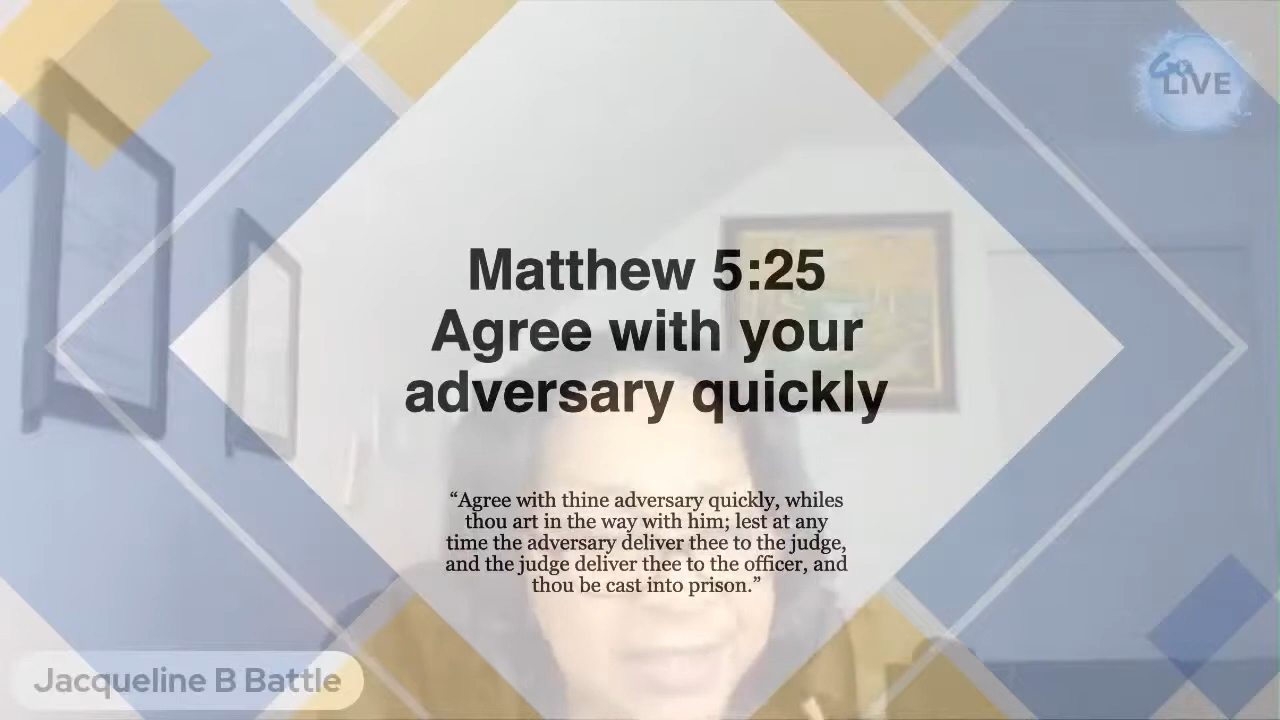 Go
LIVE
Matthew 5:25
Agree with your
adversary quickly
“Agree with thine adversary quickly, whiles
thou art in the way with him; lest at any
time the adversary deliver thee to the judge,
and the judge deliver thee to the officer, and
thou be cast into prison.”
Jacqueline B Battle